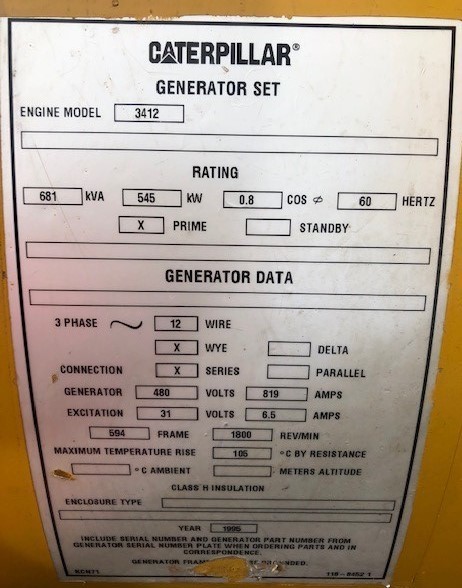 CATERPILLAR®
GENERATOR SET
ENGINE MODEL 3412
RATING
681 kVA 545 kW 0.8 COS ø 60 HERTZ
X PRIME STANDBY
GENERATOR DATA
3 PHASE ~ 12 WIRE
X WYE DELTA
CONNECTION X SERIES PARALLEL
GENERATOR 480 VOLTS 819 AMPS
EXCITATION 31 VOLTS 6.5 AMPS
594 FRAME 1800 REV/MIN
MAXIMUM TEMPERATURE RISE 105 °C BY RESISTANCE
°C AMBIENT METERS ALTITUDE
CLASS H INSULATION
ENCLOSURE TYPE
YEAR 1995
INCLUDE SERIAL NUMBER AND GENERATOR PART NUMBER FROM
GENERATOR SERIAL NUMBER PLATE WHEN ORDERING PARTS AND IN
CORRESPONDENCE.
GENERATOR GROUNDED.